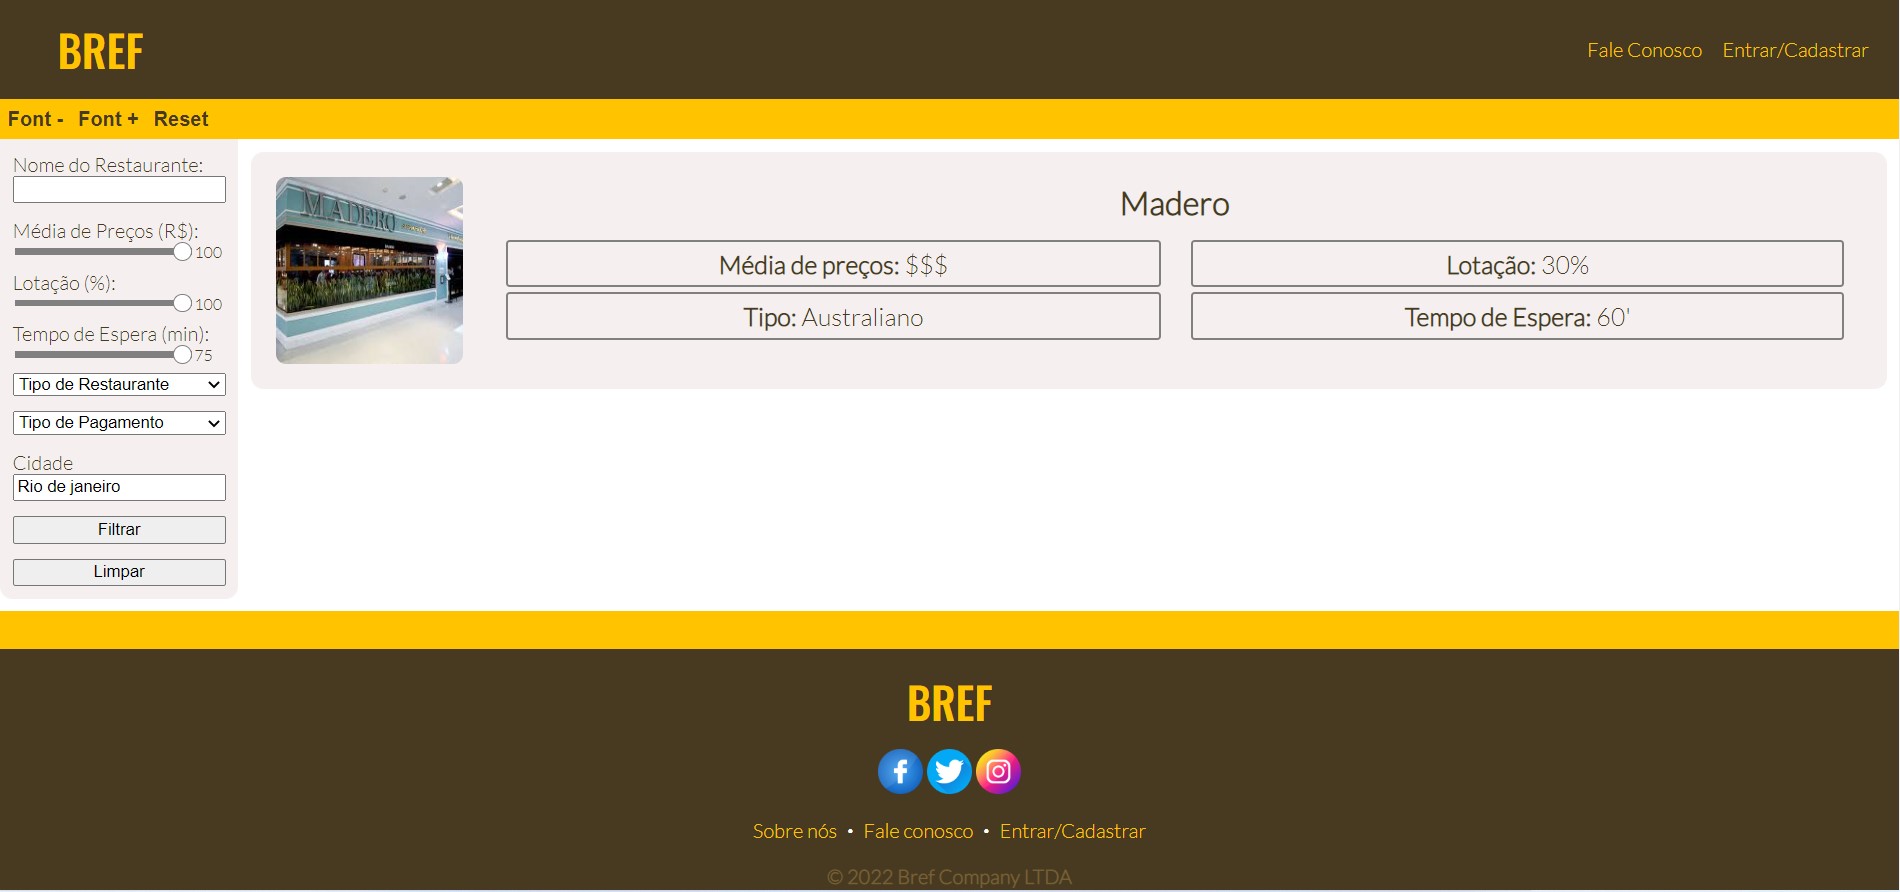 BREF
Fale Conosco Entrar/Cadastrar
Font - Font + Reset
Nome do Restaurante:
Média de Preços (R$):
100
Lotação (%):
100
Tempo de Espera (min):
75
Tipo de Restaurante
Tipo de Pagamento
Cidade
Rio de janeiro
Filtrar
Limpar
MADERO
Madero
Média de preços: $$$
Lotação: 30%
Tipo: Australiano
Tempo de Espera: 60'
BREF
Sobre nós • Fale conosco • Entrar/Cadastrar
© 2022 Bref Company LTDA